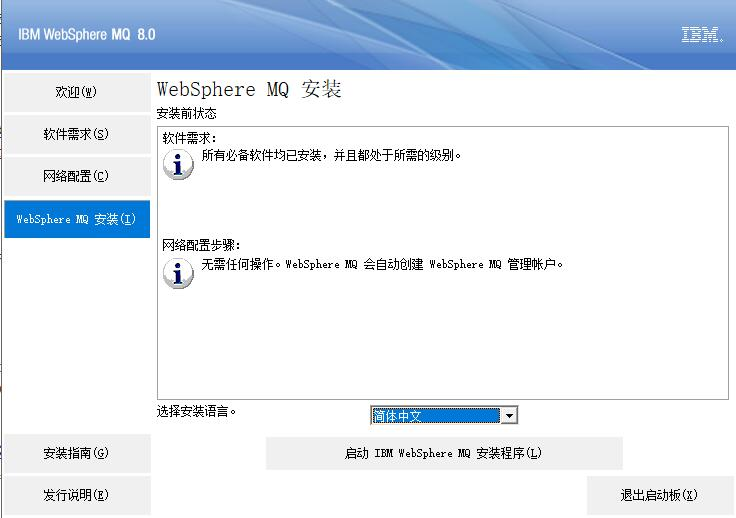 IBM WebSphere MQ 8.0
IBM.
欢迎(W)
软件需求(S)
网络配置(C)
WebSphere MQ 安装(I)
WebSphere MQ 安装
安装前状态
软件需求:
所有必备软件均已安装，并且都处于所需的级别。
网络配置步骤:
无需任何操作。WebSphere MQ 会自动创建 WebSphere MQ 管理帐户。
选择安装语言。
简体中文
安装指南(G)
启动 IBM WebSphere MQ 安装程序(L)
发行说明(R)
退出启动板(X)